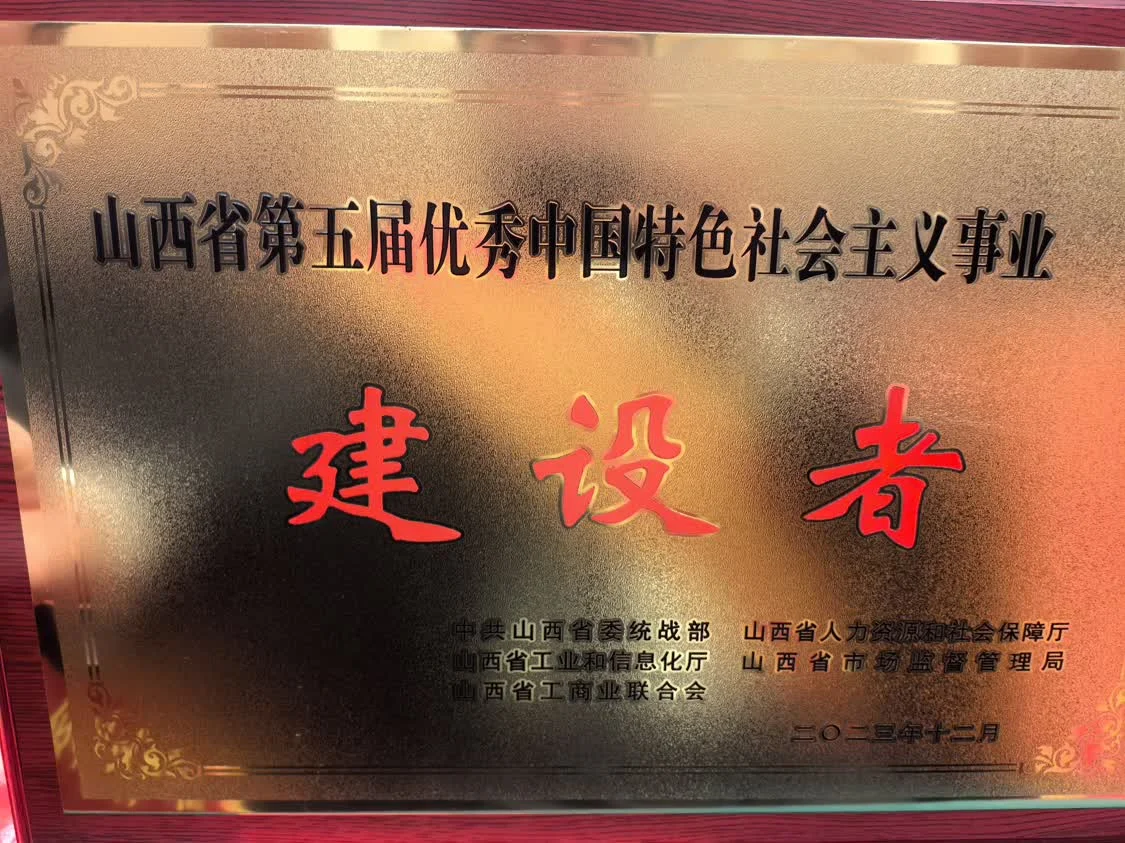 山西省第五届优秀中国特色社会主义事业
建设者
中共山西省委统战部 山西省人力资源和社会保障厅
山西省工业和信息化厅 山西省市场监督管理局
山西省工商业联合会
二〇二三年十二月